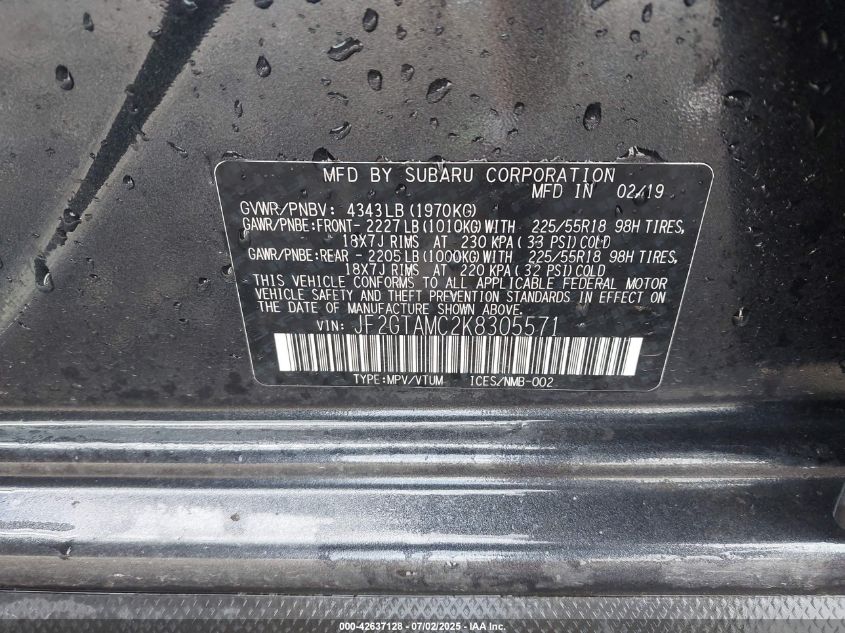 MFD BY SUBARU CORPORATION
MFD IN 02/19
GVWR/PNBV: 4343LB(1970KG)
GAWR/PNBE:FRONT- 2227LB(1010KG)WITH 225/55R18 98H TIRES,
18X7J RIMS AT 230 KPA( 33 PSI)COLD
GAWR/PNBE:REAR - 2205LB(1000KG)WITH 225/55R18 98H TIRES,
18X7J RIMS AT 220 KPA( 32 PSI)COLD
THIS VEHICLE CONFORMS TO ALL APPLICABLE FEDERAL MOTOR
VEHICLE SAFETY AND THEFT PREVENTION STANDARDS IN EFFECT ON
THE DATE OF MANUFACTURE SHOWN ABOVE.
VIN: JF2GTAMC2K8305571
TYPE:MPV/VTUM ICES/NMB-002
000-42637128 - 07/02/2025 - IAA Inc.